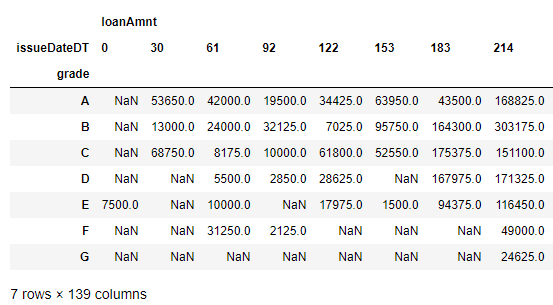 loanAmnt
issueDateDT 0 30 61 92 122 153 183 214
grade
A NaN 53650.0 42000.0 19500.0 34425.0 63950.0 43500.0 168825.0
B NaN 13000.0 24000.0 32125.0 7025.0 95750.0 164300.0 303175.0
C NaN 68750.0 8175.0 10000.0 61800.0 52550.0 175375.0 151100.0
D NaN NaN 5500.0 2850.0 28625.0 NaN 167975.0 171325.0
E 7500.0 NaN 10000.0 NaN 17975.0 1500.0 94375.0 116450.0
F NaN NaN 31250.0 2125.0 NaN NaN NaN 49000.0
G NaN NaN NaN NaN NaN NaN NaN 24625.0
7 rows × 139 columns